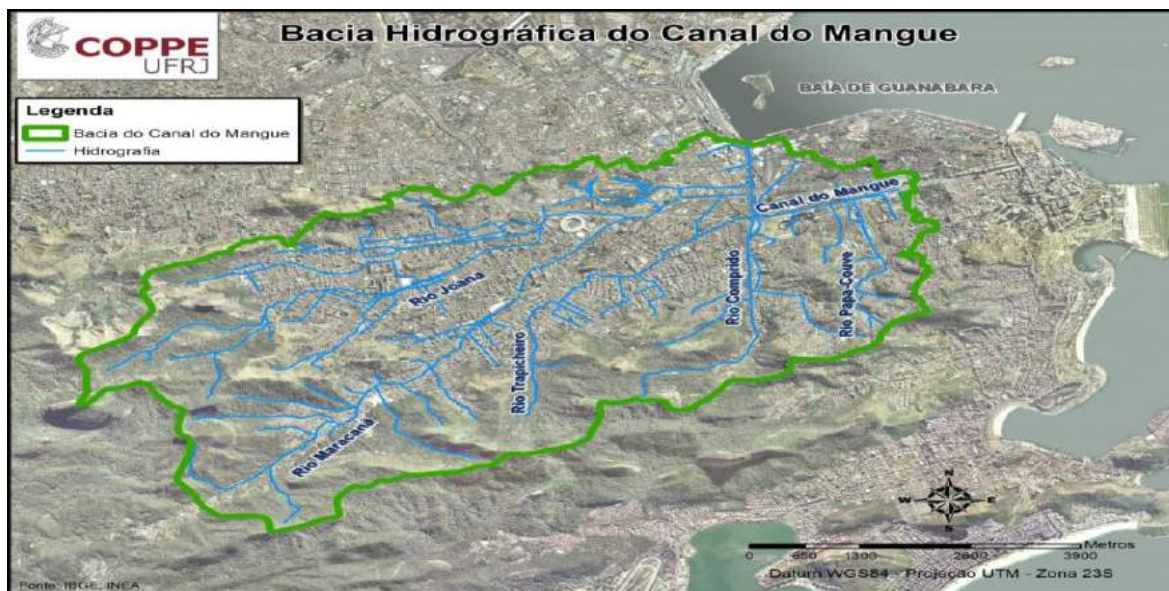 COPPE
UFRJ
Bacia Hidrográfica do Canal do Mangue
BAÍA DE GUANABARA
Legenda
Bacia do Canal do Mangue
Hidrografia
Canal do Mangue
Rio Joana
Rio Comprido
Rio Papa-Couve
Rio Trapicheiro
Rio Maracanã
N
W E
S
Metros
0 650 1300 2600 3900
Datum WGS84 - Projeção UTM - Zona 23S
Fonte: IBGE; INEA